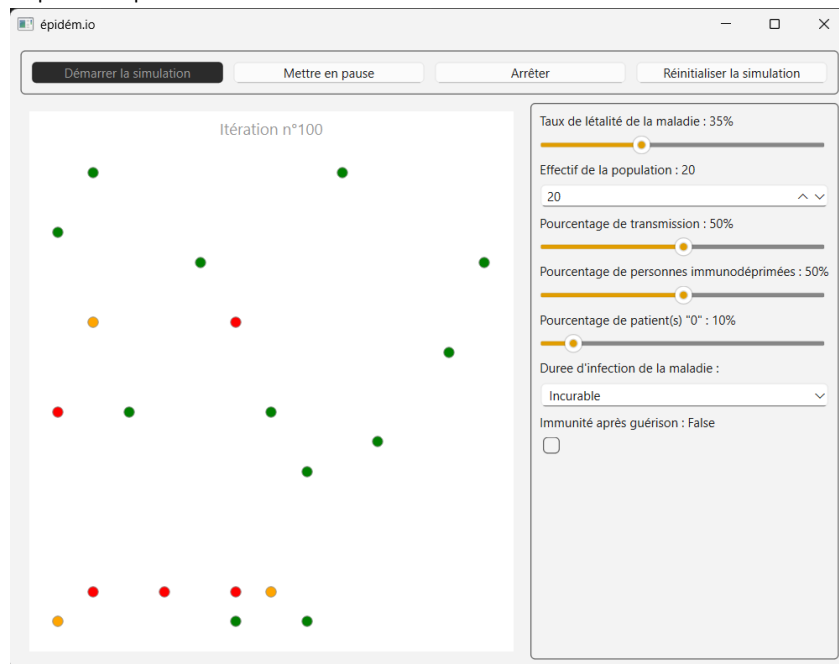 épidém.io
Démarrer la simulation
Mettre en pause
Arrêter
Réinitialiser la simulation
Itération n°100
Taux de létalité de la maladie : 35%
Effectif de la population : 20
20
Pourcentage de transmission : 50%
Pourcentage de personnes immunodéprimées : 50%
Pourcentage de patient(s) "0" : 10%
Duree d'infection de la maladie :
Incurable
Immunité après guérison : False